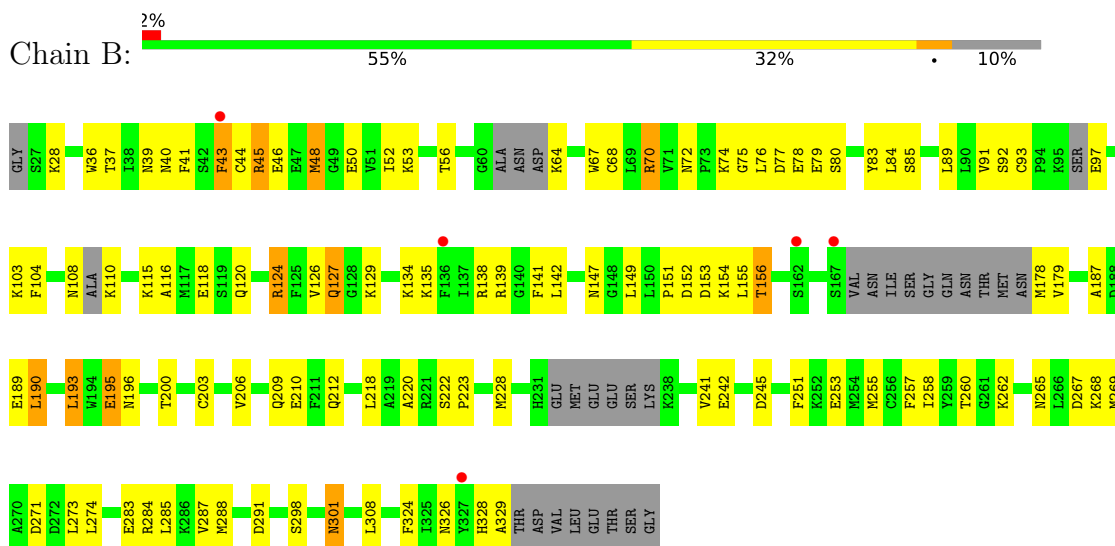 2%
Chain B:
55% 32% • 10%
GLY S27 K28 W36 T37 I38 N39 N40 F41 S42 F43 C44 R45 E46 E47 M48 G49 E50 V51 I52 K53 T56 G60 ALA ASN ASP K64 W67 C68 L69 R70 V71 N72 P73 K74 G75 L76 D77 E78 E79 S80 Y83 L84 S85 L89 L90 V91 S92 C93 P94 K95 SER E97
K103 F104 N108 ALA K110 K115 A116 M117 E118 S119 Q120 R124 F125 V126 Q127 G128 K129 K134 K135 F136 I137 R138 R139 G140 F141 L142 N147 G148 L149 L150 P151 D152 D153 K154 L155 T156 S162 S167 VAL ASN ILE SER GLY GLN ASN THR MET ASN M178 V179 A187 D188
E189 L190 L193 W194 E195 N196 T200 C203 V206 Q209 E210 F211 Q212 L218 A219 A220 R221 S222 P223 M228 H231 GLU MET GLU GLU SER LYS K238 V241 E242 D245 F251 K252 E253 M254 M255 C256 F257 I258 Y259 T260 G261 K262 N265 L266 D267 K268 M269
A270 D271 D272 L273 L274 E283 R284 L285 K286 V287 M288 D291 S298 N301 L308 F324 I325 N326 Y327 H328 A329 THR ASP VAL LEU GLU THR SER GLY